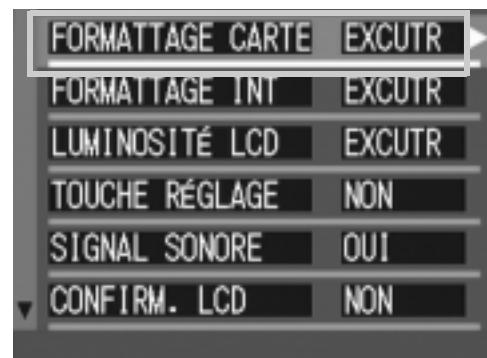 FORMATTAGE CARTE EXCUTR
FORMATTAGE INT EXCUTR
LUMINOSITÉ LCD EXCUTR
TOUCHE RÉGLAGE NON
SIGNAL SONORE OUI
CONFIRM. LCD NON